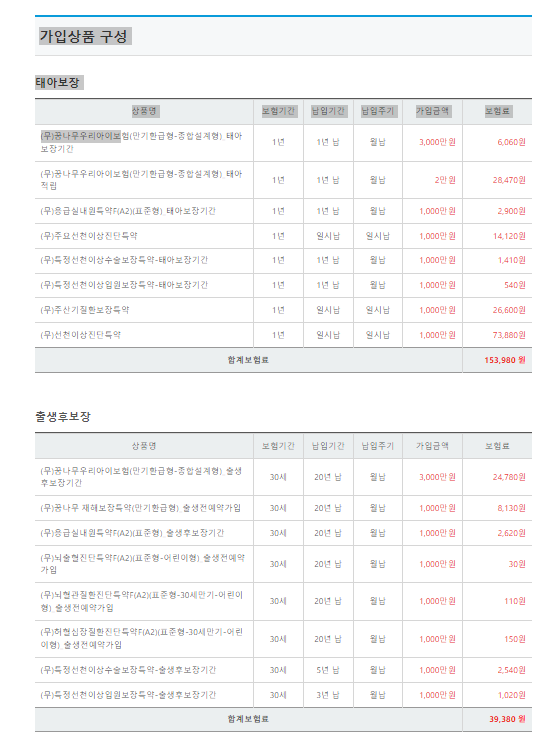 가입상품 구성
태아보장
상품명 보험기간 납입기간 납입주기 가입금액 보험료
(무)꿈나무우리아이보험(만기환급형-종합설계형)_태아
보장기간 1년 1년 납 월납 3,000만원 6,060원
(무)꿈나무우리아이보험(만기환급형-종합설계형)_태아
적립 1년 1년 납 월납 2만원 28,470원
(무)응급실내원특약F(A2)(표준형)_태아보장기간 1년 1년 납 월납 1,000만원 2,900원
(무)주요선천이상진단특약 1년 일시납 일시납 1,000만원 14,120원
(무)특정선천이상수술보장특약-태아보장기간 1년 1년 납 월납 1,000만원 1,410원
(무)특정선천이상입원보장특약-태아보장기간 1년 1년 납 월납 1,000만원 540원
(무)주산기질환보장특약 1년 일시납 일시납 1,000만원 26,600원
(무)선천이상진단특약 1년 일시납 일시납 1,000만원 73,880원
합계보험료 153,980 원
출생후보장
상품명 보험기간 납입기간 납입주기 가입금액 보험료
(무)꿈나무우리아이보험(만기환급형-종합설계형)_출생
후보장기간 30세 20년 납 월납 3,000만원 24,780원
(무)꿈나무 재해보장특약(만기환급형)_출생전예약가입 30세 20년 납 월납 1,000만원 8,130원
(무)응급실내원특약F(A2)(표준형)_출생후보장기간 30세 20년 납 월납 1,000만원 2,620원
(무)뇌출혈진단특약F(A2)(표준형-어린이형)_출생전예약
가입 30세 20년 납 월납 1,000만원 30원
(무)뇌혈관질환진단특약F(A2)(표준형-30세만기-어린이
형)_출생전예약가입 30세 20년 납 월납 1,000만원 110원
(무)허혈심장질환진단특약F(A2)(표준형-30세만기-어린
이형)_출생전예약가입 30세 20년 납 월납 1,000만원 150원
(무)특정선천이상수술보장특약-출생후보장기간 30세 5년 납 월납 1,000만원 2,540원
(무)특정선천이상입원보장특약-출생후보장기간 30세 3년 납 월납 1,000만원 1,020원
합계보험료 39,380 원